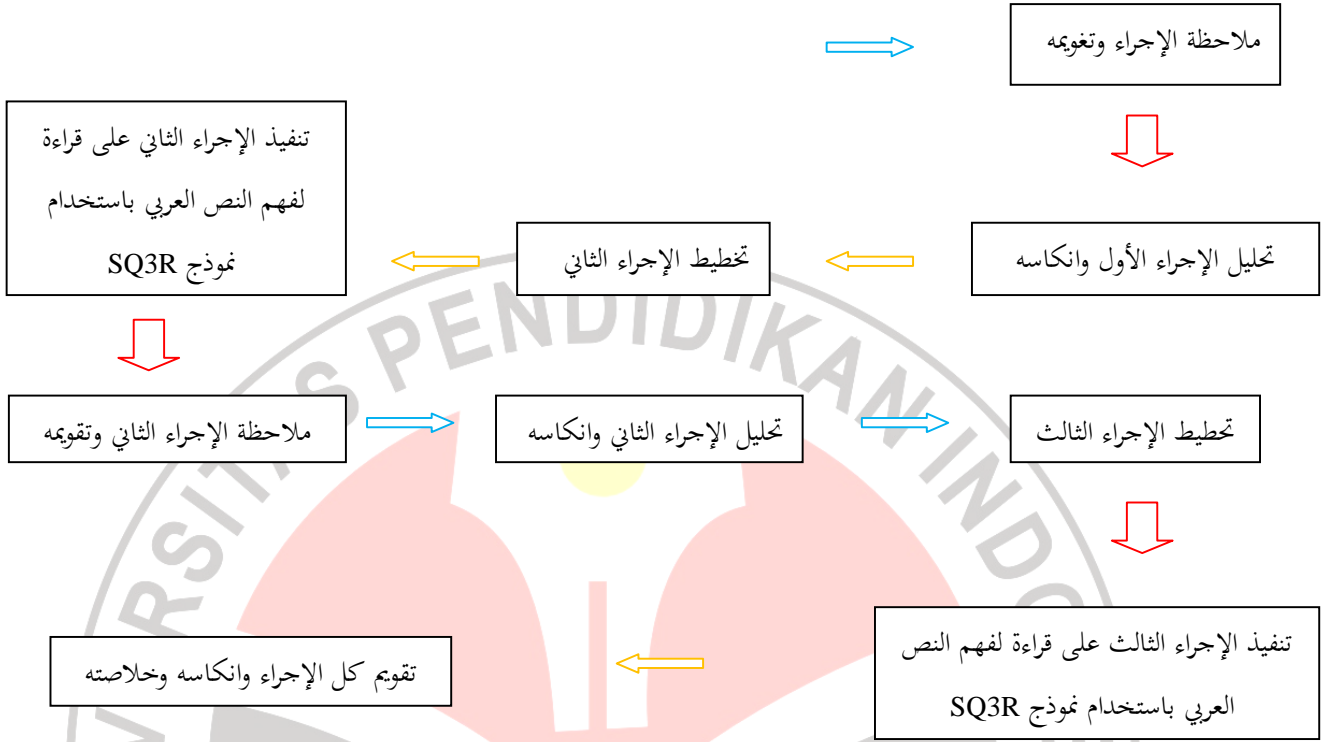 ملاحظة الإجراء وتغويمه
تحليل الإجراء الأول وانكاسه
تخطيط الإجراء الثاني
تنفيذ الإجراء الثاني على قراءة
لفهم النص العربي باستخدام
نموذج SQ3R
ملاحظة الإجراء الثاني وتقويمه
تحليل الإجراء الثاني وانكاسه
تحطيط الإجراء الثالث
تنفيذ الإجراء الثالث على قراءة لفهم النص
العربي باستخدام نموذج SQ3R
تقويم كل الإجراء وانكاسه وخلاصته
RSITAS PENDIDIKAN INDO